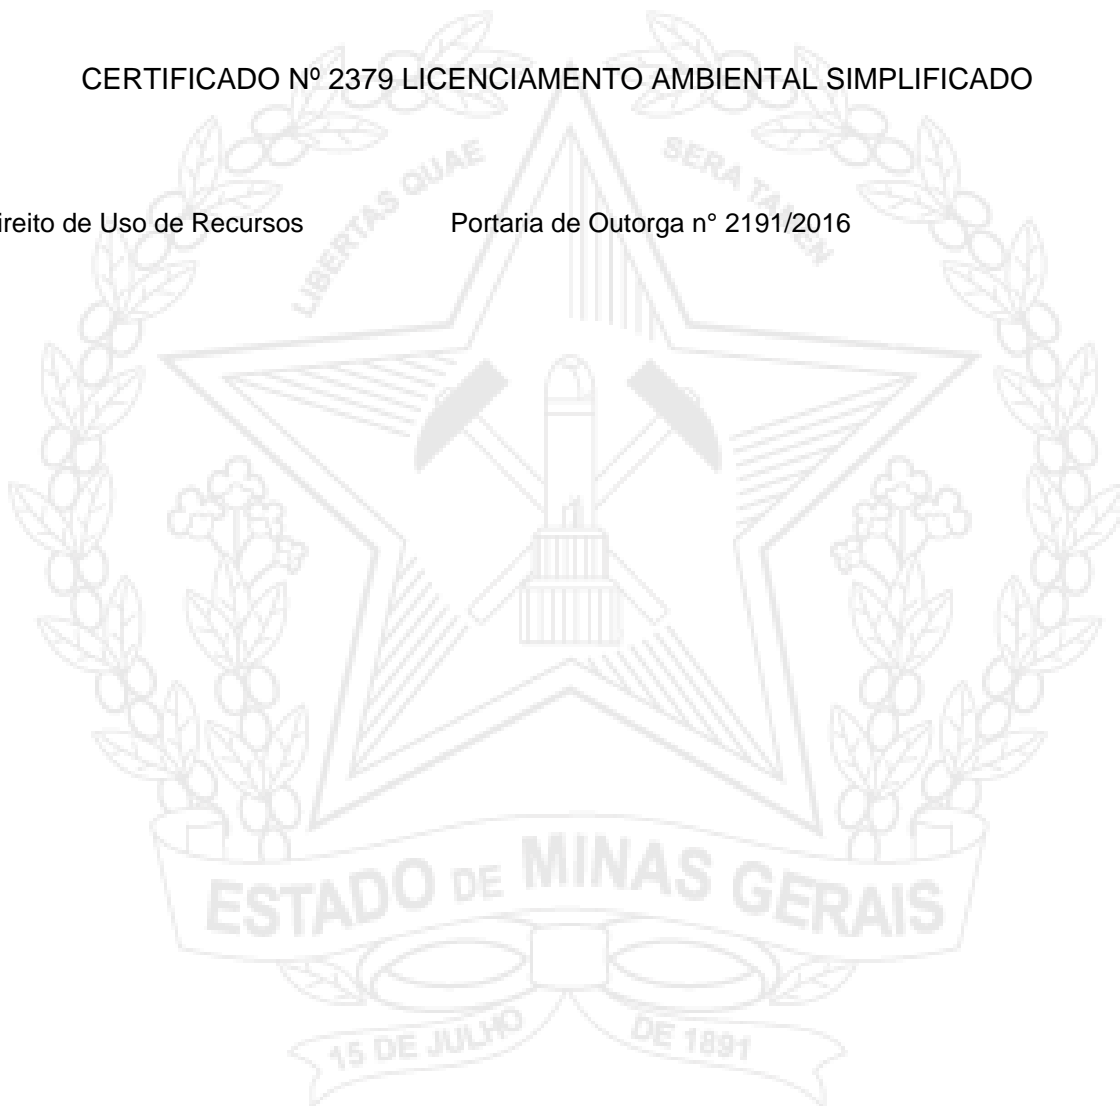 CERTIFICADO Nº 2379 LICENCIAMENTO AMBIENTAL SIMPLIFICADO
LIBERTAS QUAE SERA TAMEN
ireito de Uso de Recursos Portaria de Outorga n° 2191/2016
ESTADO DE MINAS GERAIS
15 DE JULHO DE 1891